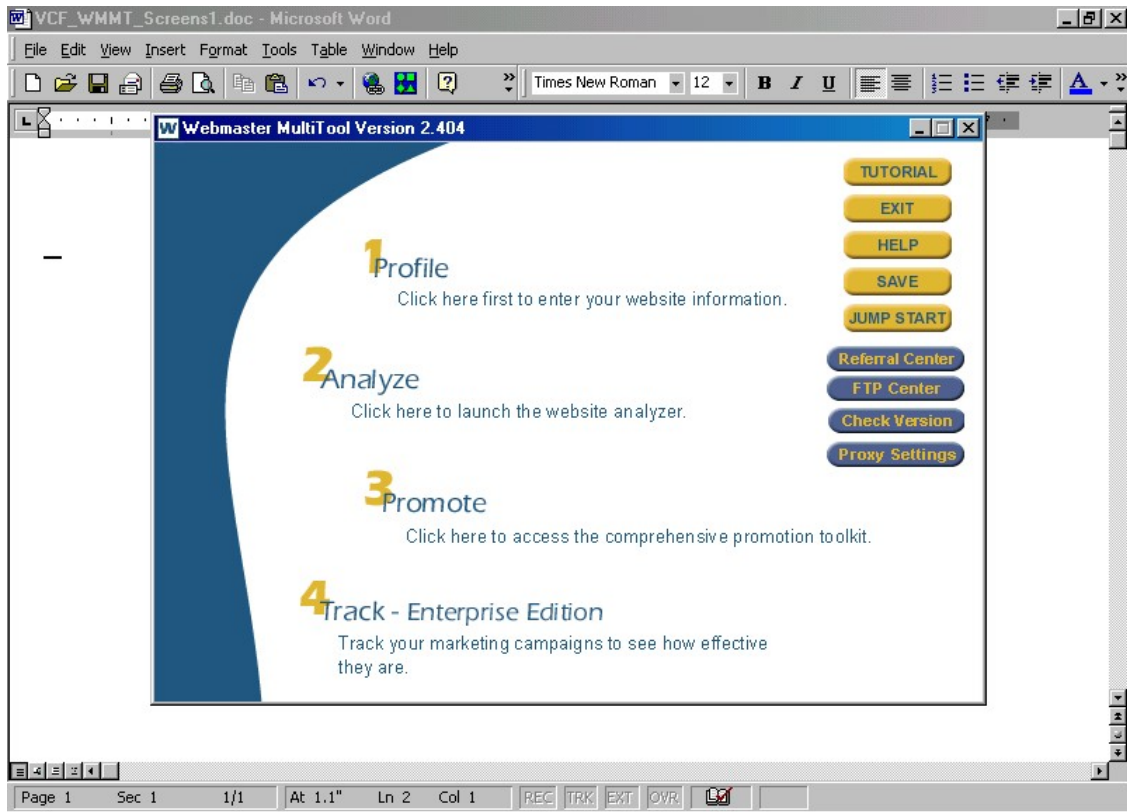 VCF_WMMT_Screens1.doc - Microsoft Word
File Edit View Insert Format Tools Table Window Help
Times New Roman 12 B I U A
Webmaster MultiTool Version 2.404
TUTORIAL
EXIT
HELP
SAVE
JUMP START
Referral Center
FTP Center
Check Version
Proxy Settings
1 Profile
Click here first to enter your website information.
2 Analyze
Click here to launch the website analyzer.
3 Promote
Click here to access the comprehensive promotion toolkit.
4 Track - Enterprise Edition
Track your marketing campaigns to see how effective
they are.
Page 1 Sec 1 1/1 At 1.1" Ln 2 Col 1 REC TRK EXT OVR